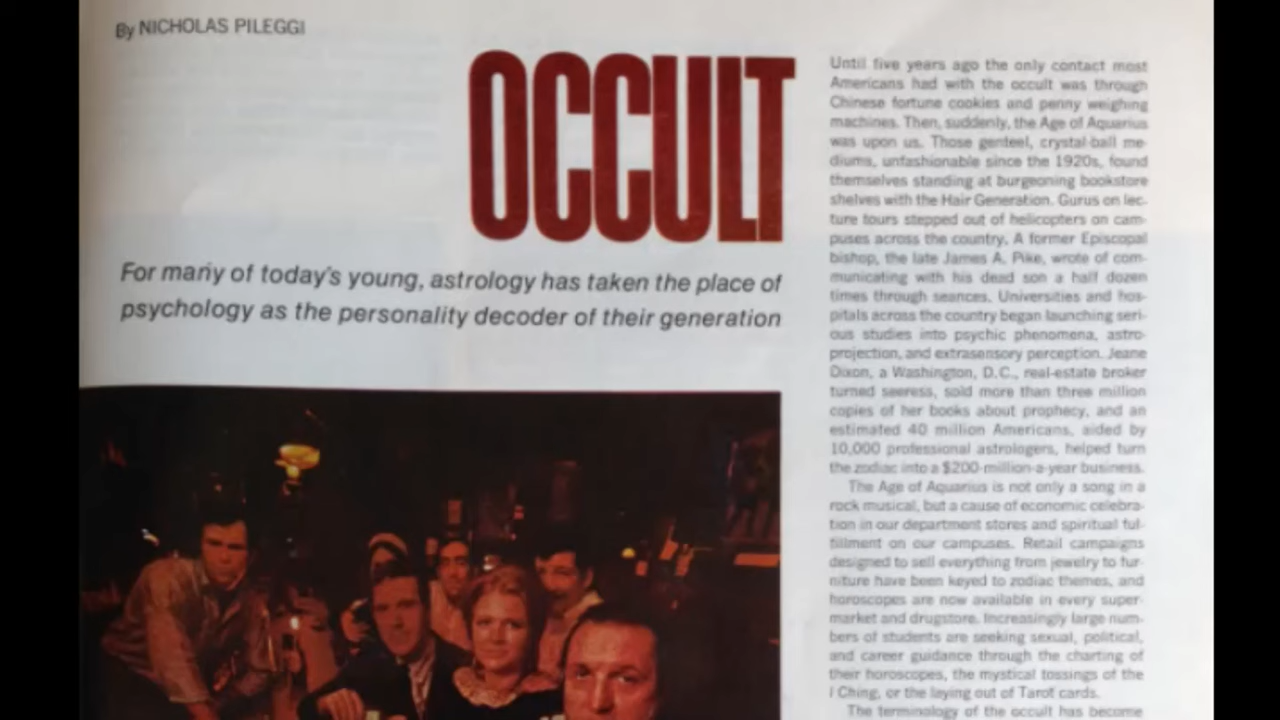 By NICHOLAS PILEGGI
OCCULT
For many of today's young, astrology has taken the place of
psychology as the personality decoder of their generation
Until five years ago the only contact most
Americans had with the occult was through
Chinese fortune cookies and penny weighing
machines. Then, suddenly, the Age of Aquarius
was upon us. Those genteel, crystal-ball me-
diums, unfashionable since the 1920s, found
themselves standing at burgeoning bookstore
shelves with the Hair Generation. Gurus on lec-
ture tours stepped out of helicopters on cam-
puses across the country. A former Episcopal
bishop, the late James A. Pike, wrote of com-
municating with his dead son a half dozen
times through seances. Universities and hos-
pitals across the country began launching seri-
ous studies into psychic phenomena, astro-
projection, and extrasensory perception. Jeane
Dixon, a Washington, D.C., real-estate broker
turned seeress, sold more than three million
copies of her books about prophecy, and an
estimated 40 million Americans, aided by
10,000 professional astrologers, helped turn
the zodiac into a $200-million-a-year business.
The Age of Aquarius is not only a song in a
rock musical, but a cause of economic celebra-
tion in our department stores and spiritual ful-
fillment on our campuses. Retail campaigns
designed to sell everything from jewelry to fur-
niture have been keyed to zodiac themes, and
horoscopes are now available in every super-
market and drugstore. Increasingly large num-
bers of students are seeking sexual, political,
and career guidance through the charting of
their horoscopes, the mystical tossings of the
I Ching, or the laying out of Tarot cards.
The terminology of the occult has become